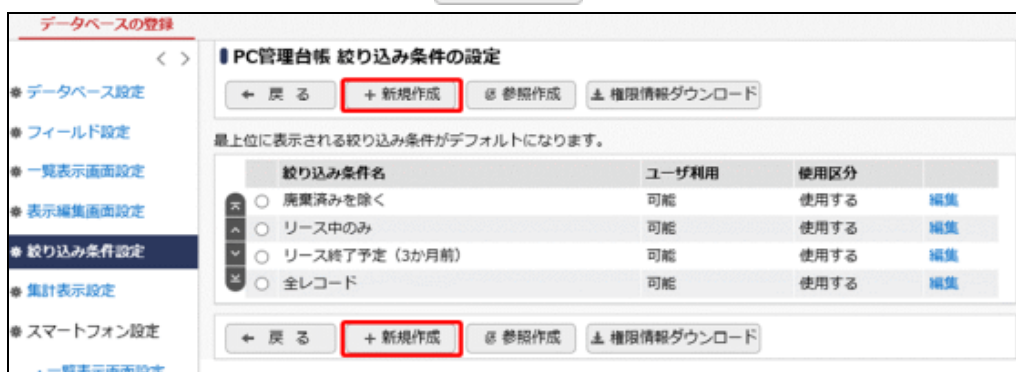 データベースの登録
< >
データベース設定
フィールド設定
一覧表示画面設定
表示編集画面設定
絞り込み条件設定
集計表示設定
スマートフォン設定
・一覧表示画面設定
PC管理台帳 絞り込み条件の設定
← 戻 る + 新規作成 参照作成 権限情報ダウンロード
最上位に表示される絞り込み条件がデフォルトになります。
絞り込み条件名 ユーザ利用 使用区分
廃棄済みを除く 可能 使用する 編集
リース中のみ 可能 使用する 編集
リース終了予定（3か月前） 可能 使用する 編集
全レコード 可能 使用する 編集
← 戻 る + 新規作成 参照作成 権限情報ダウンロード